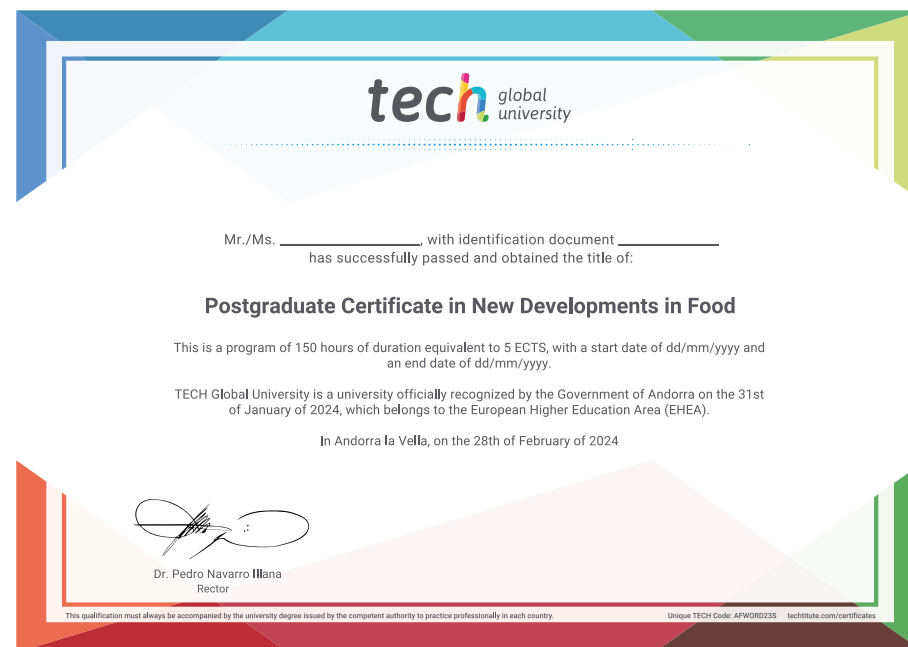 tech global
university
Mr./Ms. ____________________, with identification document ______________
has successfully passed and obtained the title of:
Postgraduate Certificate in New Developments in Food
This is a program of 150 hours of duration equivalent to 5 ECTS, with a start date of dd/mm/yyyy and
an end date of dd/mm/yyyy.
TECH Global University is a university officially recognized by the Government of Andorra on the 31st
of January of 2024, which belongs to the European Higher Education Area (EHEA).
In Andorra la Vella, on the 28th of February of 2024
Dr. Pedro Navarro Illana
Rector
This qualification must always be accompanied by the university degree issued by the competent authority to practice professionally in each country. Unique TECH Code: AFWORD23S techtitute.com/certificates